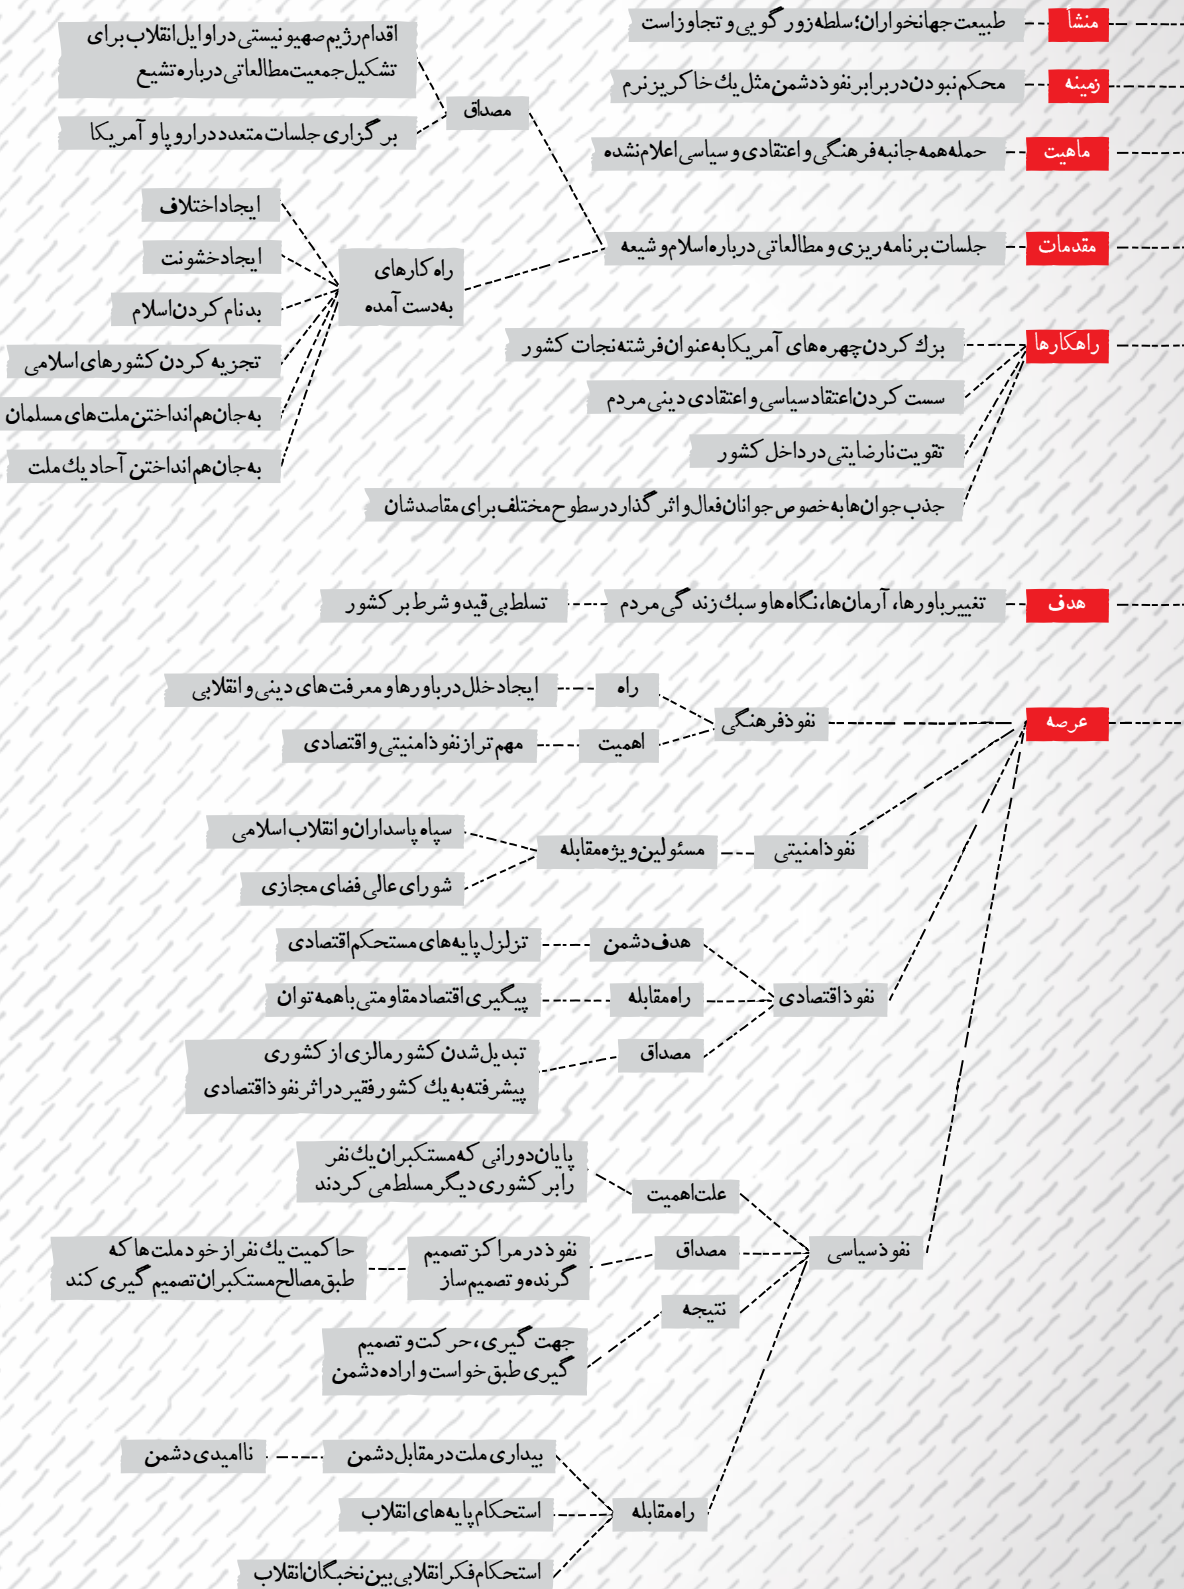 منشأ
طبیعت جهانخواران؛ سلطه زورگویی و تجاوز است
زمینه
محکم نبودن در برابر نفوذ دشمن مثل یك خاکریز نرم
ماهیت
حمله همه جانبه فرهنگی و اعتقادی و سیاسی اعلام نشده
مقدمات
جلسات برنامه ریزی و مطالعاتی درباره اسلام و شیعه
مصداق
اقدام رژیم صهیونیستی در اوایل انقلاب برای
تشکیل جمعیت مطالعاتی درباره تشیع
برگزاری جلسات متعدد در اروپا و آمریکا
راه کارهای
به دست آمده
ایجاد اختلاف
ایجاد خشونت
بدنام کردن اسلام
تجزیه کردن کشورهای اسلامی
به جان هم انداختن ملت های مسلمان
به جان هم انداختن آحاد یك ملت
راهکارها
بزك کردن چهره های آمریکا به عنوان فرشته نجات کشور
سست کردن اعتقاد سیاسی و اعتقادی دینی مردم
تقویت نارضایتی در داخل کشور
جذب جوان ها به خصوص جوانان فعال و اثرگذار در سطوح مختلف برای مقاصدشان
هدف
تغییر باورها، آرمان ها، نگاه ها و سبك زندگی مردم
تسلط بی قید و شرط بر کشور
عرصه
نفوذ فرهنگی
راه
ایجاد خلل در باورها و معرفت های دینی و انقلابی
اهمیت
مهم تر از نفوذ امنیتی و اقتصادی
نفوذ امنیتی
مسئولین ویژه مقابله
سپاه پاسداران و انقلاب اسلامی
شورای عالی فضای مجازی
نفوذ اقتصادی
هدف دشمن
تزلزل پایه های مستحکم اقتصادی
راه مقابله
پیگیری اقتصاد مقاومتی با همه توان
مصداق
تبدیل شدن کشور مالزی از کشوری
پیشرفته به یك کشور فقیر در اثر نفوذ اقتصادی
نفوذ سیاسی
علت اهمیت
پایان دورانی که مستکبران یك نفر
را بر کشوری دیگر مسلط می کردند
مصداق
نفوذ در مراکز تصمیم
گرنده و تصمیم ساز
حاکمیت یك نفر از خود ملت ها که
طبق مصالح مستکبران تصمیم گیری کند
نتیجه
جهت گیری، حرکت و تصمیم
گیری طبق خواست و اراده دشمن
راه مقابله
بیداری ملت در مقابل دشمن
ناامیدی دشمن
استحکام پایه های انقلاب
استحکام فکر انقلابی بین نخبگان انقلاب